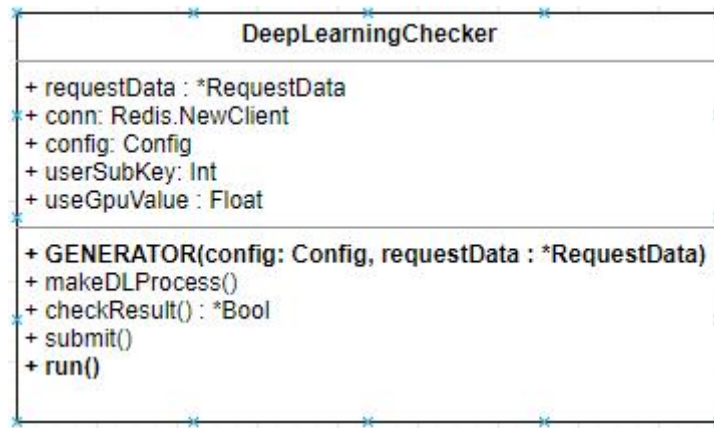 DeepLearningChecker
+ requestData : *RequestData
+ conn: Redis.NewClient
+ config: Config
+ userSubKey: Int
+ useGpuValue : Float
+ GENERATOR(config: Config, requestData : *RequestData)
+ makeDLProcess()
+ checkResult() : *Bool
+ submit()
+ run()